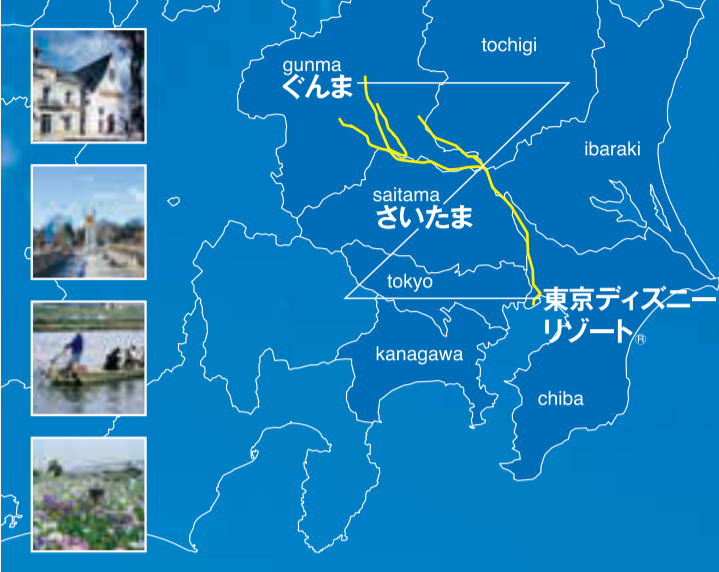 tochigi
gunma
ぐんま
ibaraki
saitama
さいたま
tokyo
東京ディズニー
リゾート®
kanagawa
chiba